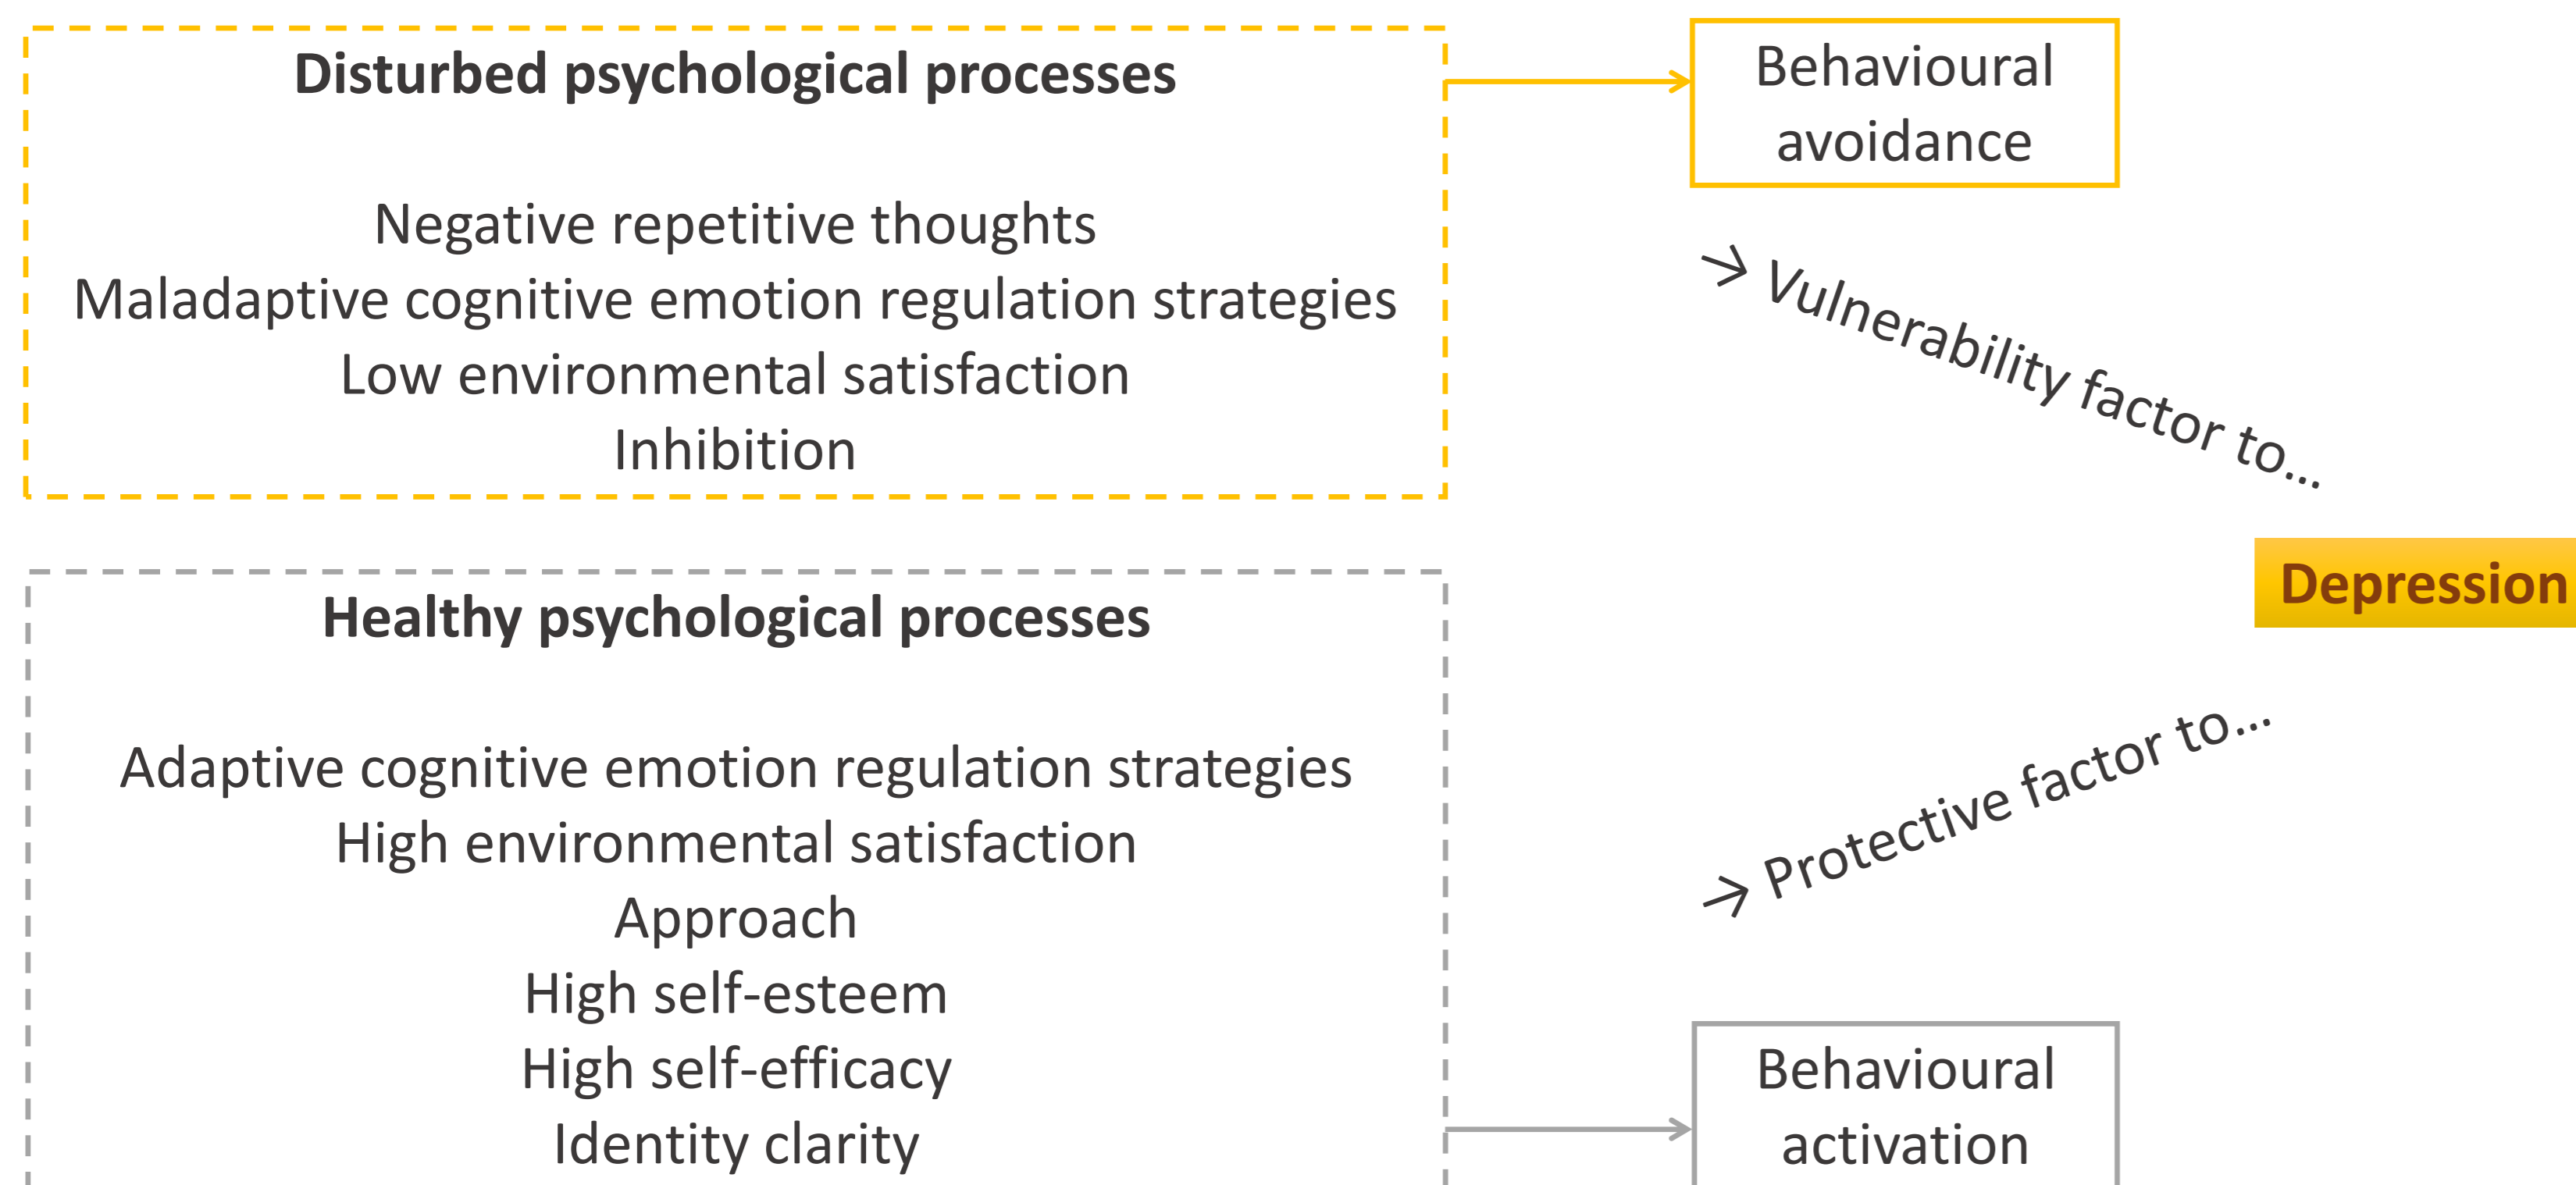 Disturbed psychological processes
Negative repetitive thoughts
Maladaptive cognitive emotion regulation strategies
Low environmental satisfaction
Inhibition
Behavioural
avoidance
→ Vulnerability factor to...
Depression
Healthy psychological processes
Adaptive cognitive emotion regulation strategies
High environmental satisfaction
Approach
High self-esteem
High self-efficacy
Identity clarity
→ Protective factor to...
Behavioural
activation